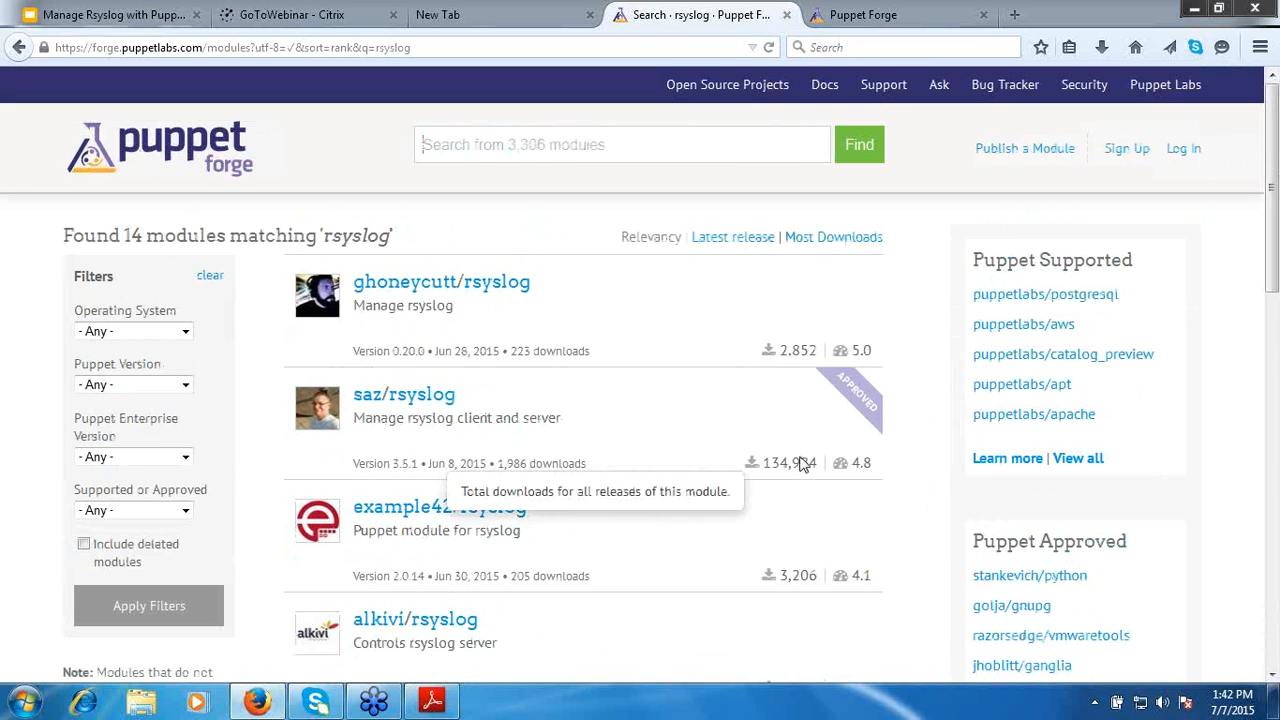 Manage Rsyslog with Pupp...
GoToWebinar - Citrix
New Tab
Search · rsyslog · Puppet F...
Puppet Forge
https://forge.puppetlabs.com/modules?utf-8=✓&sort=rank&q=rsyslog
Search
Open Source Projects
Docs
Support
Ask
Bug Tracker
Security
Puppet Labs
puppet
forge
Search from 3,306 modules
Find
Publish a Module
Sign Up
Log In
Found 14 modules matching 'rsyslog'
Relevancy | Latest release | Most Downloads
Filters
clear
Operating System
- Any -
Puppet Version
- Any -
Puppet Enterprise
Version
- Any -
Supported or Approved
- Any -
Include deleted
modules
Apply Filters
Note: Modules that do not
ghoneycutt/rsyslog
Manage rsyslog
Version 0.20.0 • Jun 28, 2015 • 223 downloads
2,852
5.0
saz/rsyslog
Manage rsyslog client and server
APPROVED
Version 3.5.1 • Jun 8, 2015 • 1,986 downloads
4.8
Total downloads for all releases of this module.
example42/rsyslog
Puppet module for rsyslog
Version 2.0.14 • Jun 30, 2015 • 205 downloads
3,206
4.1
alkivi/rsyslog
Controls rsyslog server
alkivi
Puppet Supported
puppetlabs/postgresql
puppetlabs/aws
puppetlabs/catalog_preview
puppetlabs/apt
puppetlabs/apache
Learn more | View all
Puppet Approved
stankevich/python
golja/gnupg
razorsedge/vmwaretools
jhoblitt/ganglia
1:42 PM
7/7/2015